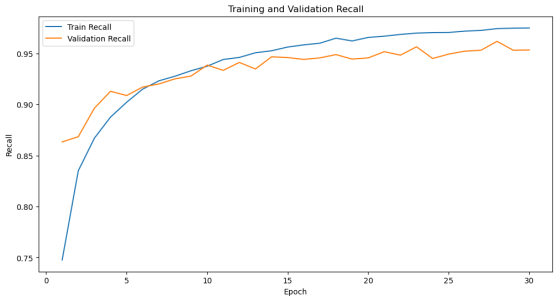 Training and Validation Recall
Train Recall
Validation Recall
Recall
0.95
0.90
0.85
0.80
0.75
0
5
10
15
20
25
30
Epoch